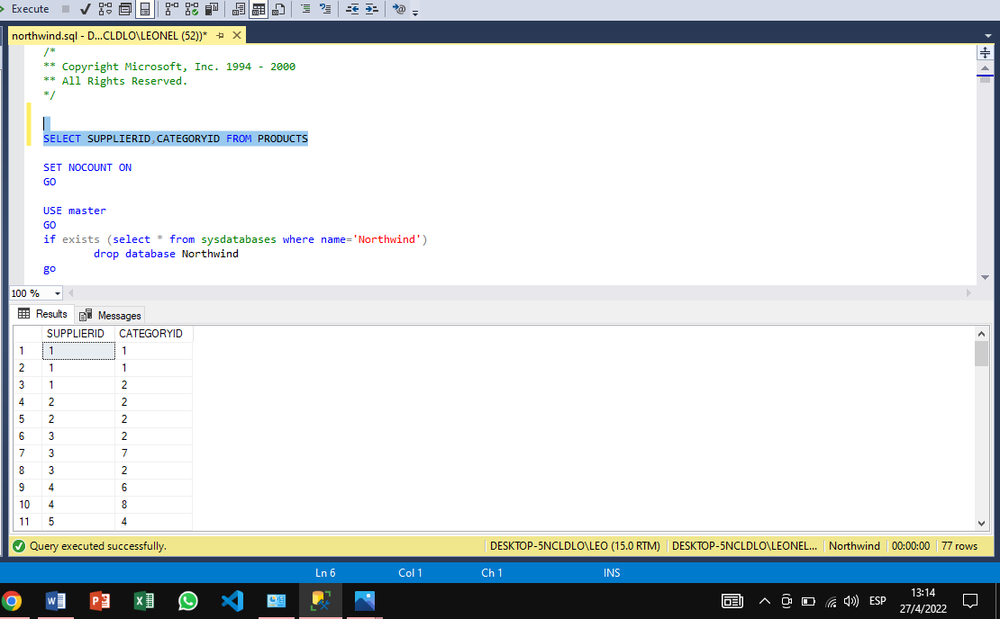 Execute
northwind.sql - D...CLDLO\LEONEL (52))*
/*
** Copyright Microsoft, Inc. 1994 - 2000
** All Rights Reserved.
*/
SELECT SUPPLIERID,CATEGORYID FROM PRODUCTS
SET NOCOUNT ON
GO
USE master
GO
if exists (select * from sysdatabases where name='Northwind')
drop database Northwind
go
100 %
Results Messages
SUPPLIERID CATEGORYID
1 1 1
2 1 1
3 1 2
4 2 2
5 2 2
6 3 2
7 3 7
8 3 2
9 4 6
10 4 8
11 5 4
Query executed successfully. DESKTOP-5NCLDLO\LEO (15.0 RTM) DESKTOP-5NCLDLO\LEONEL... Northwind 00:00:00 77 rows
Ln 6 Col 1 Ch 1 INS
ESP 13:14
27/4/2022